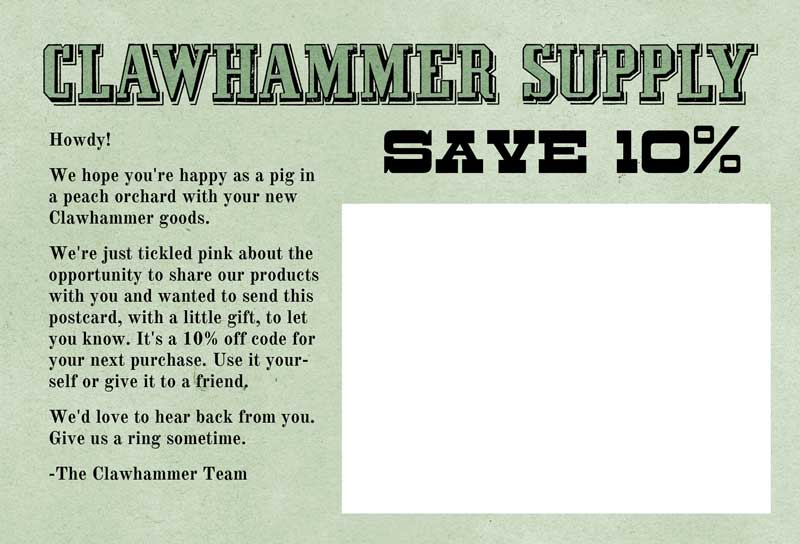 CLAWHAMMER SUPPLY
SAVE 10%
Howdy!
We hope you're happy as a pig in
a peach orchard with your new
Clawhammer goods.
We're just tickled pink about the
opportunity to share our products
with you and wanted to send this
postcard, with a little gift, to let
you know. It's a 10% off code for
your next purchase. Use it your-
self or give it to a friend.
We'd love to hear back from you.
Give us a ring sometime.
-The Clawhammer Team